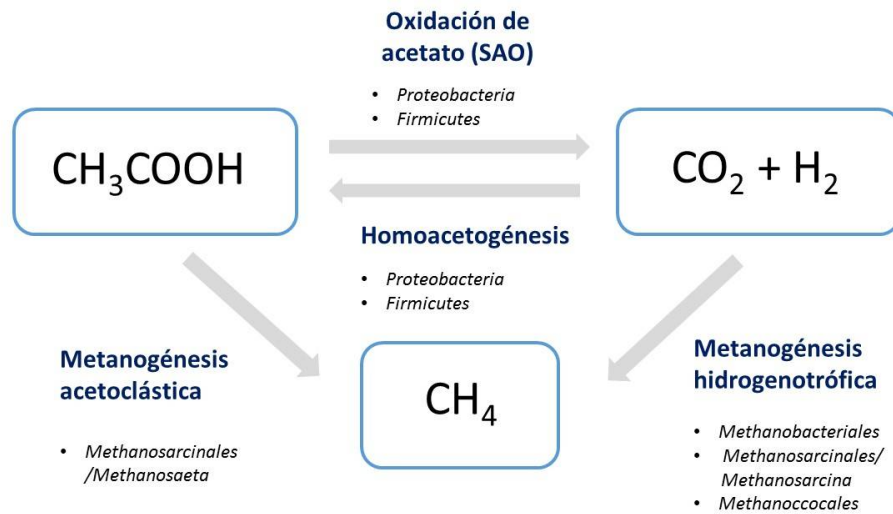 Oxidación de
acetato (SAO)
• Proteobacteria
• Firmicutes
CH₃COOH
CO₂ + H₂
Homoacetogénesis
• Proteobacteria
• Firmicutes
Metanogénesis
acetoclástica
• Methanosarcinales
/Methanosaeta
CH₄
Metanogénesis
hidrogenotrófica
• Methanobacteriales
• Methanosarcinales/
Methanosarcina
• Methanoccocales